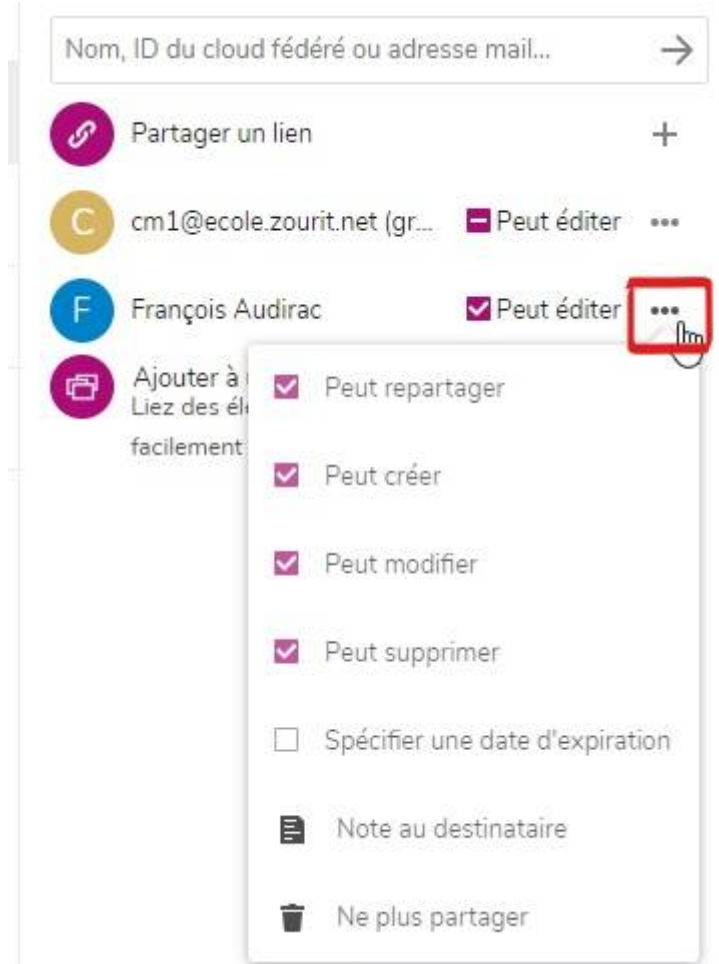 Nom, ID du cloud fédéré ou adresse mail...
Partager un lien
C cm1@ecole.zourit.net (gr... Peut éditer
F François Audirac Peut éditer
Ajouter à
Liez des
facilement
Peut repartager
Peut créer
Peut modifier
Peut supprimer
Spécifier une date d'expiration
Note au destinataire
Ne plus partager